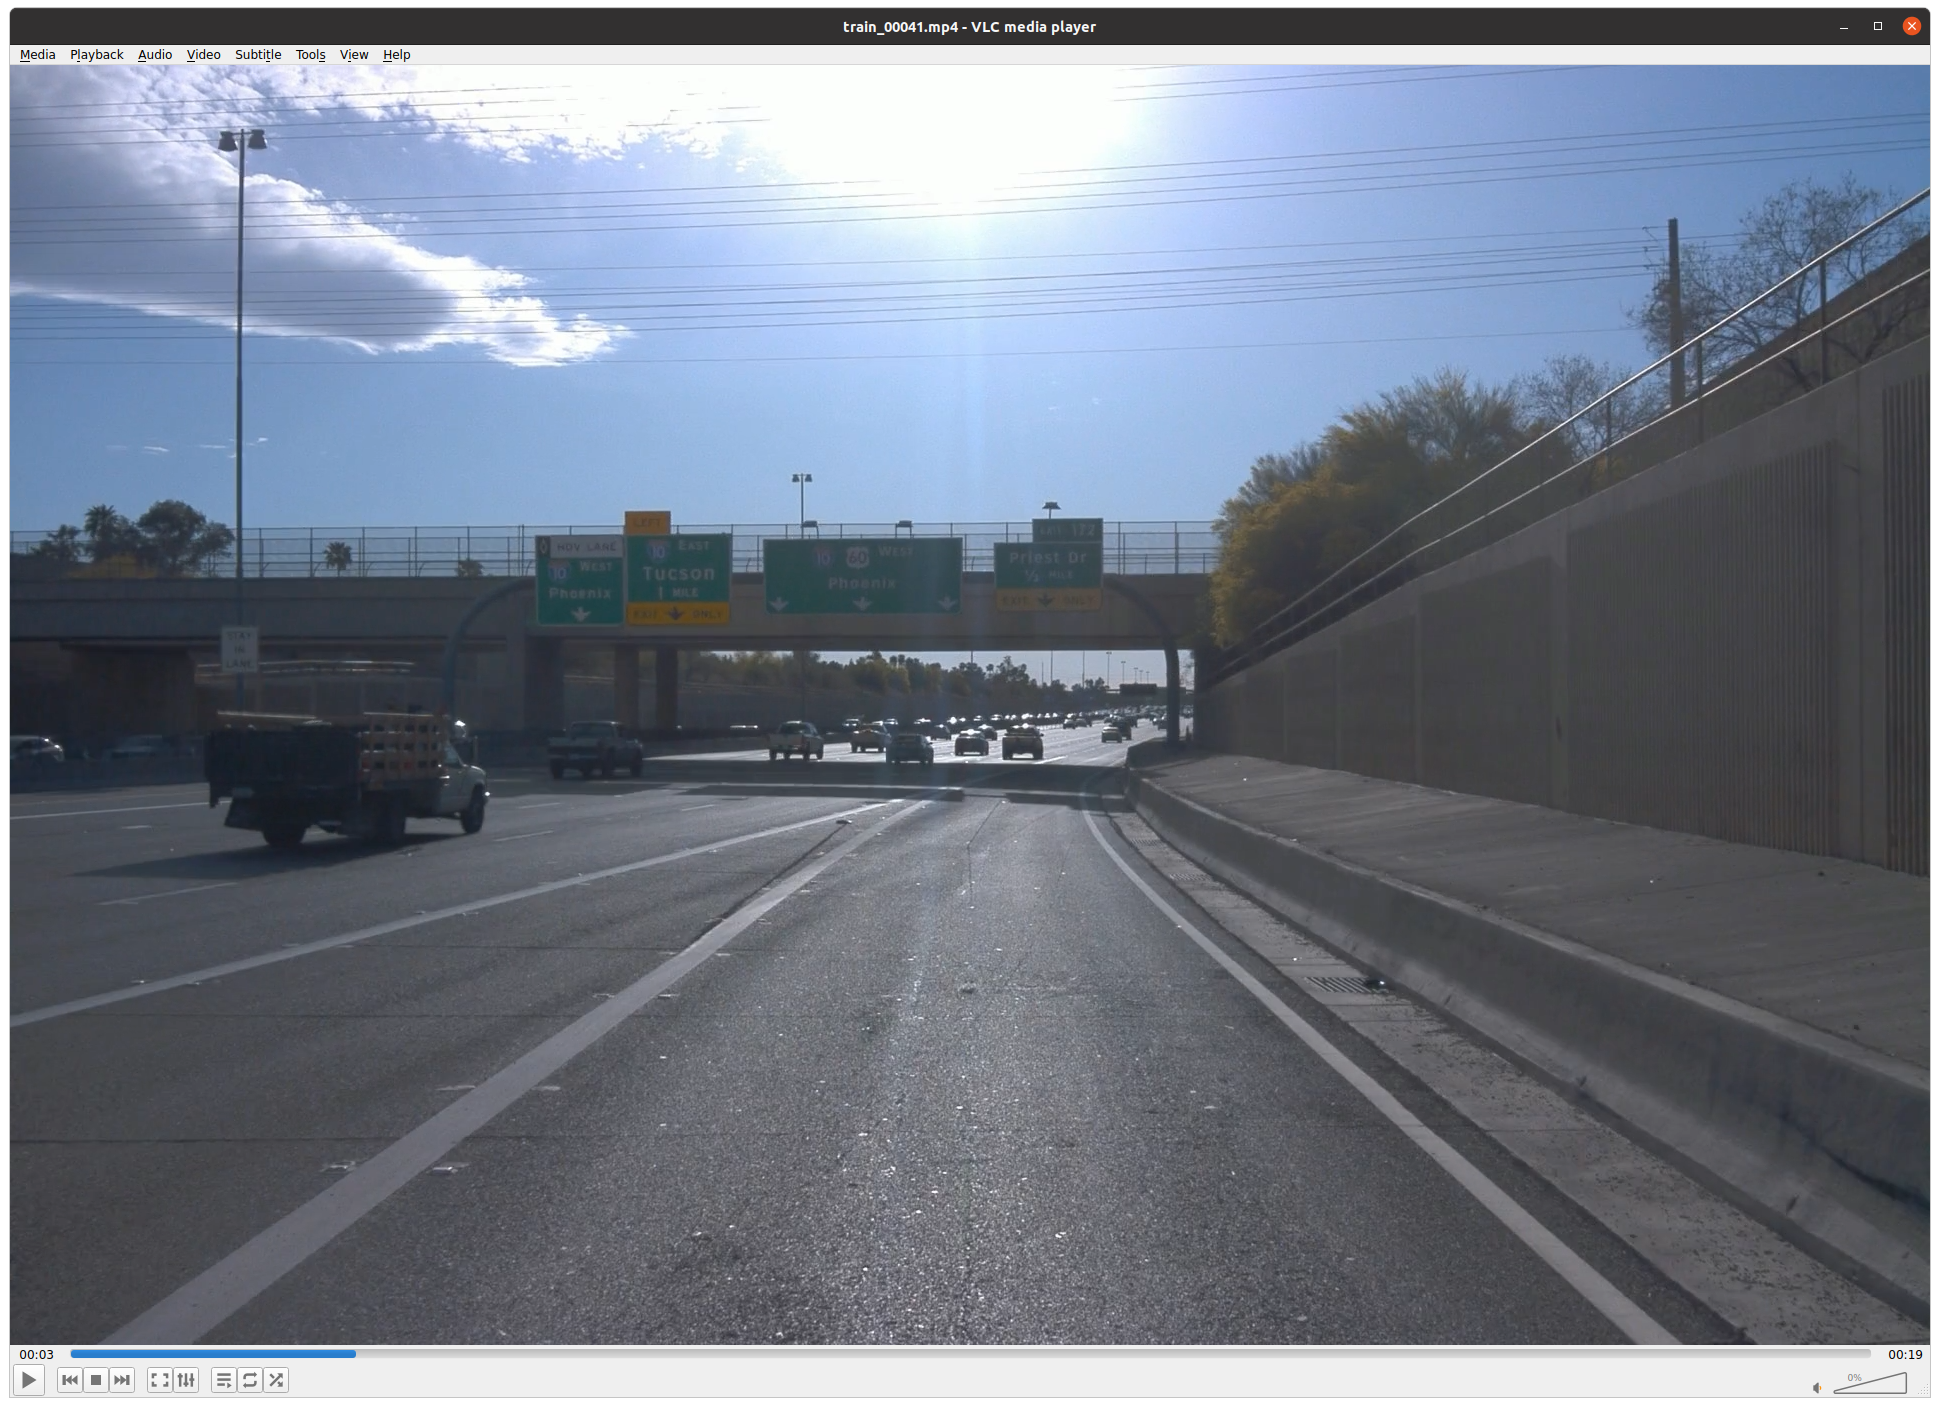 train_00041.mp4 - VLC media player
Media Playback Audio Video Subtitle Tools View Help
LEFT
HOV LANE
10 WEST
Phoenix
10 EAST
Tucson
1 MILE
EXIT ONLY
10 60 WEST
Phoenix
EXIT 172
Priest Dr
1/2 MILE
EXIT ONLY
STAY
IN
LANE
00:03
00:19
0%